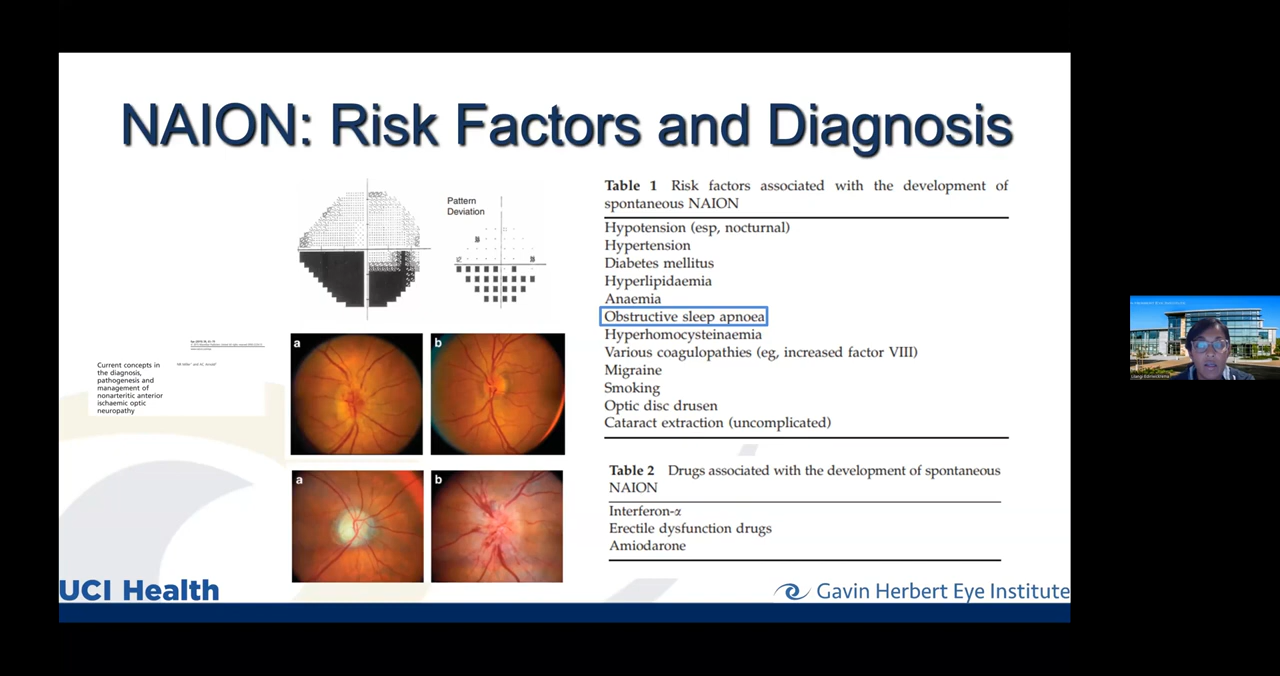 NAION: Risk Factors and Diagnosis
Pattern
Deviation
Current concepts in
the diagnosis,
pathogenesis and
management of
nonarteritic anterior
ischaemic optic
neuropathy
a
b
a
b
Table 1 Risk factors associated with the development of
spontaneous NAION
Hypotension (esp, nocturnal)
Hypertension
Diabetes mellitus
Hyperlipidaemia
Anaemia
Obstructive sleep apnoea
Hyperhomocysteinaemia
Various coagulopathies (eg, increased factor VIII)
Migraine
Smoking
Optic disc drusen
Cataract extraction (uncomplicated)
Table 2 Drugs associated with the development of spontaneous
NAION
Interferon-α
Erectile dysfunction drugs
Amiodarone
UCI Health
Gavin Herbert Eye Institute